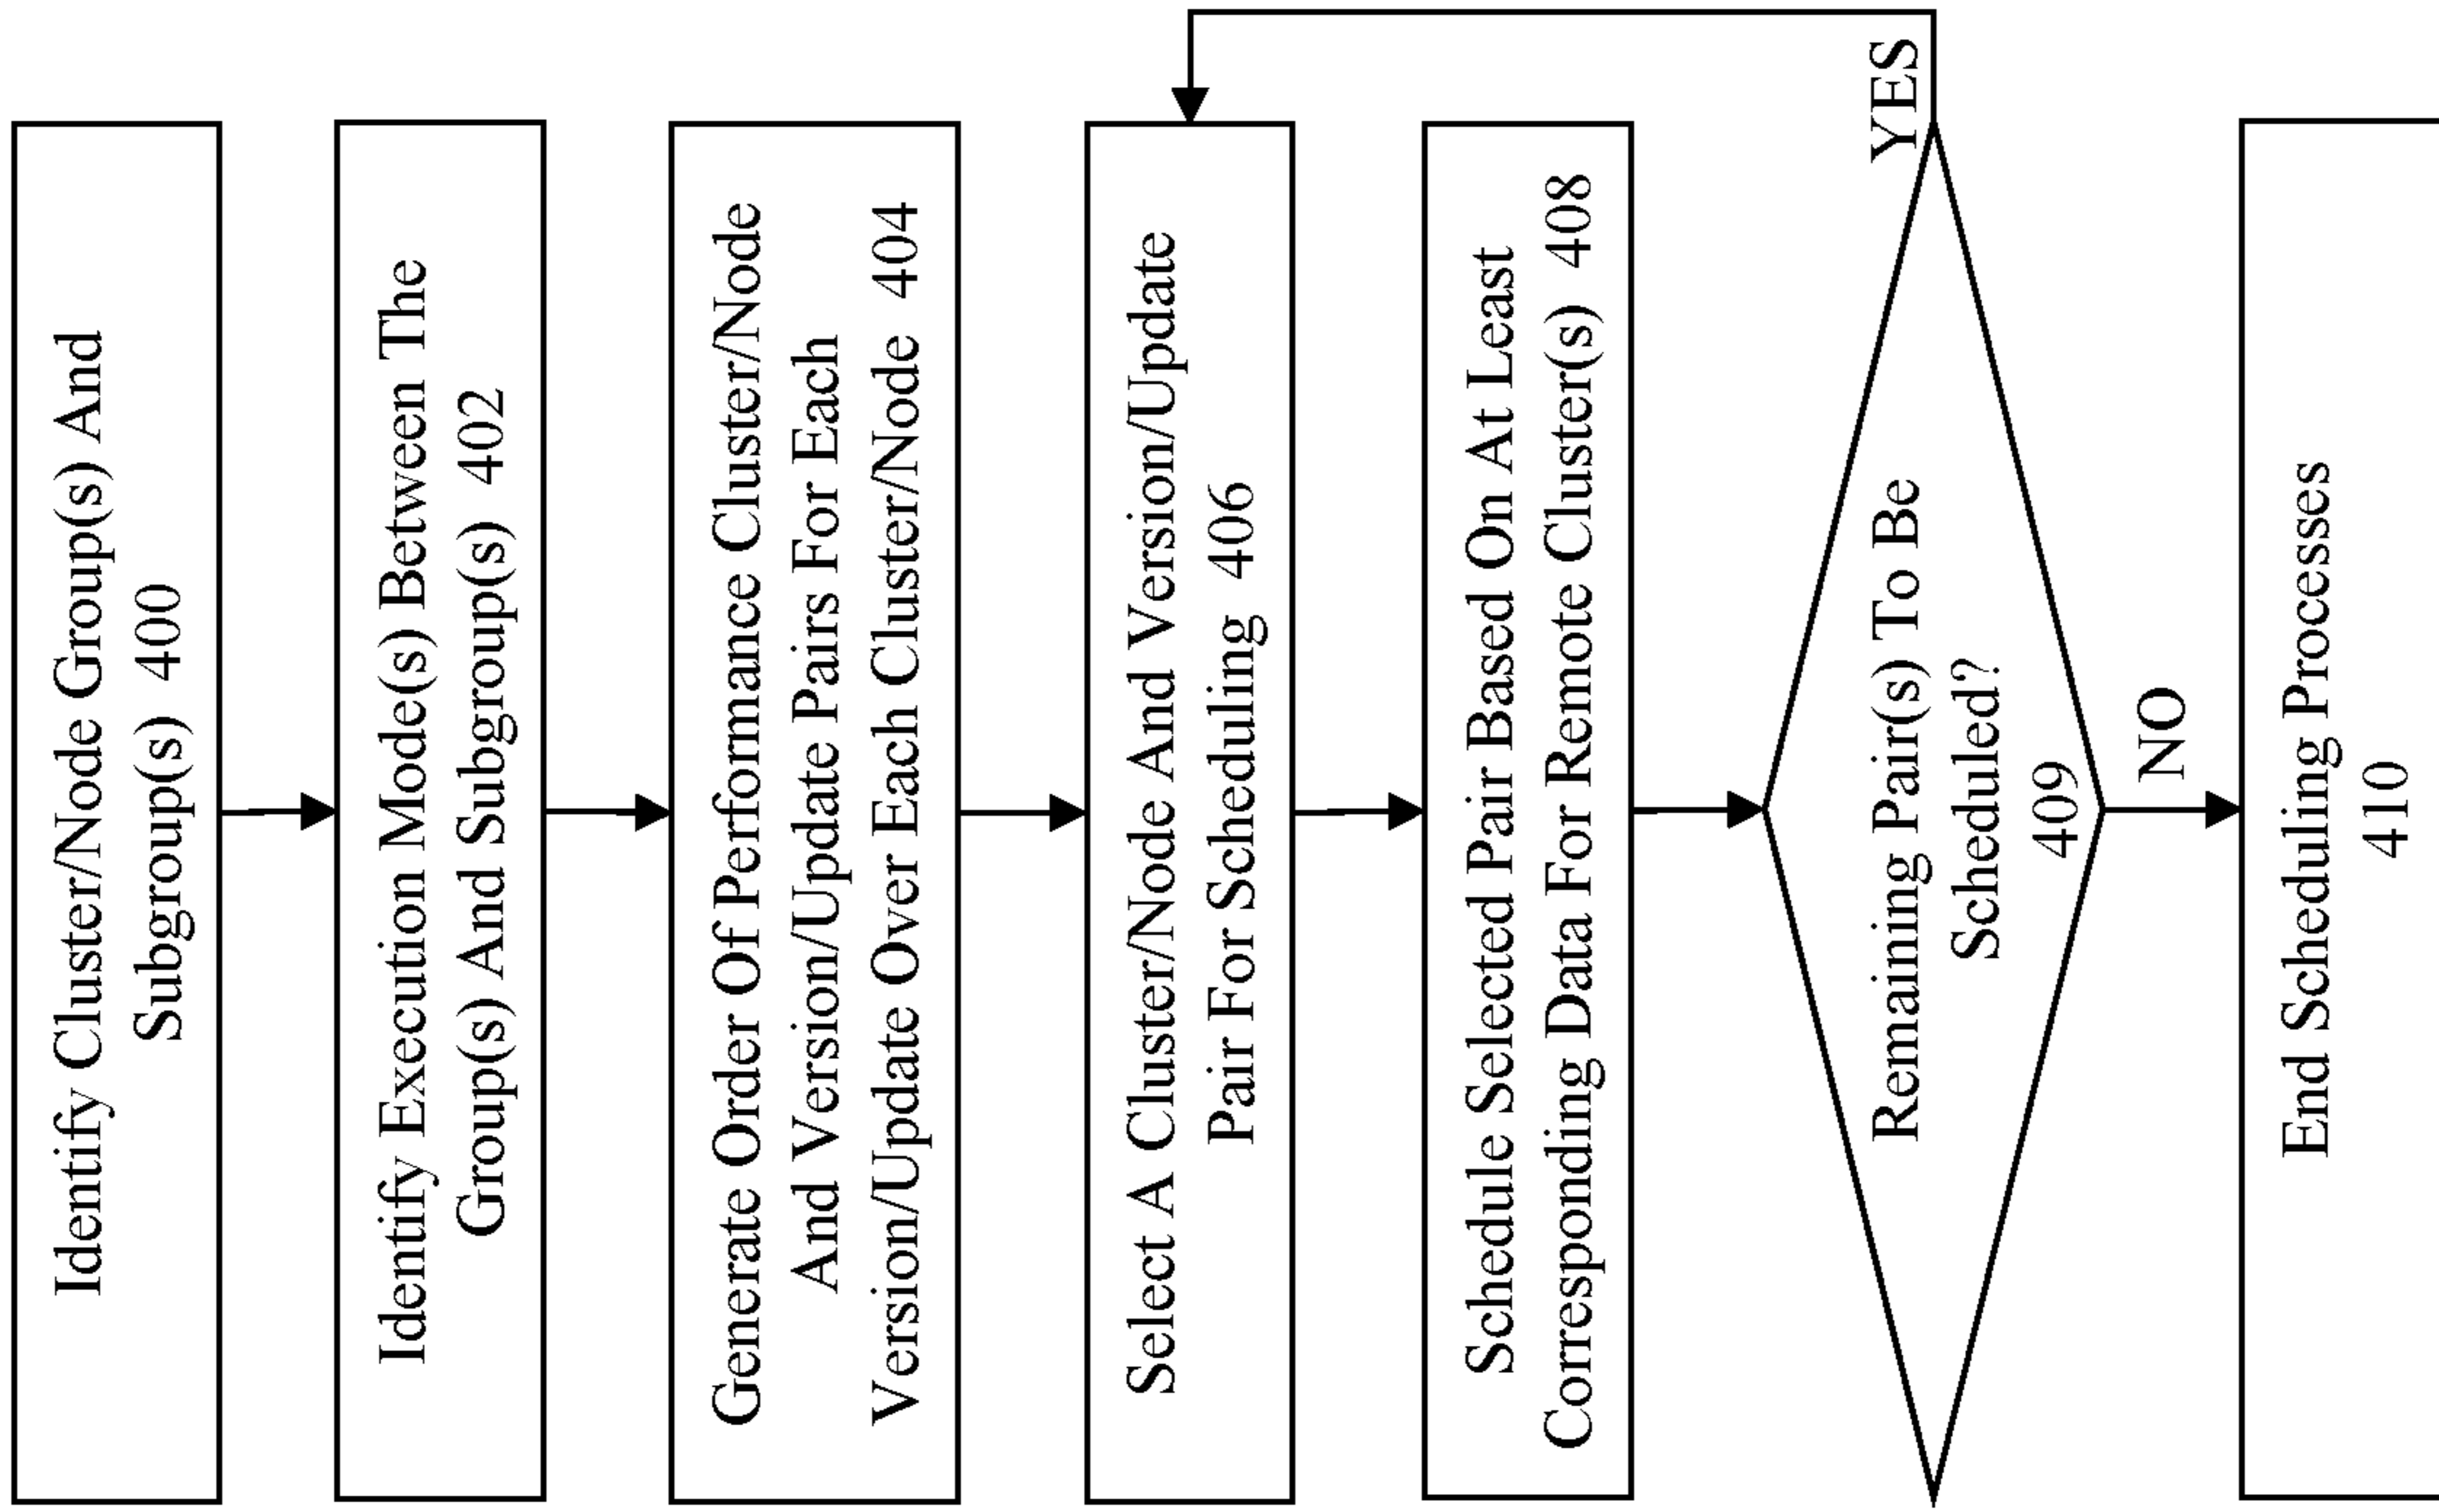 Identify Cluster/Node Group(s) And
Subgroup(s) 400
Identify Execution Mode(s) Between The
Group(s) And Subgroup(s) 402
Generate Order Of Performance Cluster/Node
And Version/Update Pairs For Each
Version/Update Over Each Cluster/Node 404
Select A Cluster/Node And Version/Update
Pair For Scheduling 406
Schedule Selected Pair Based On At Least
Corresponding Data For Remote Cluster(s) 408
Remaining Pair(s) To Be
Scheduled?
409
YES
NO
End Scheduling Processes
410